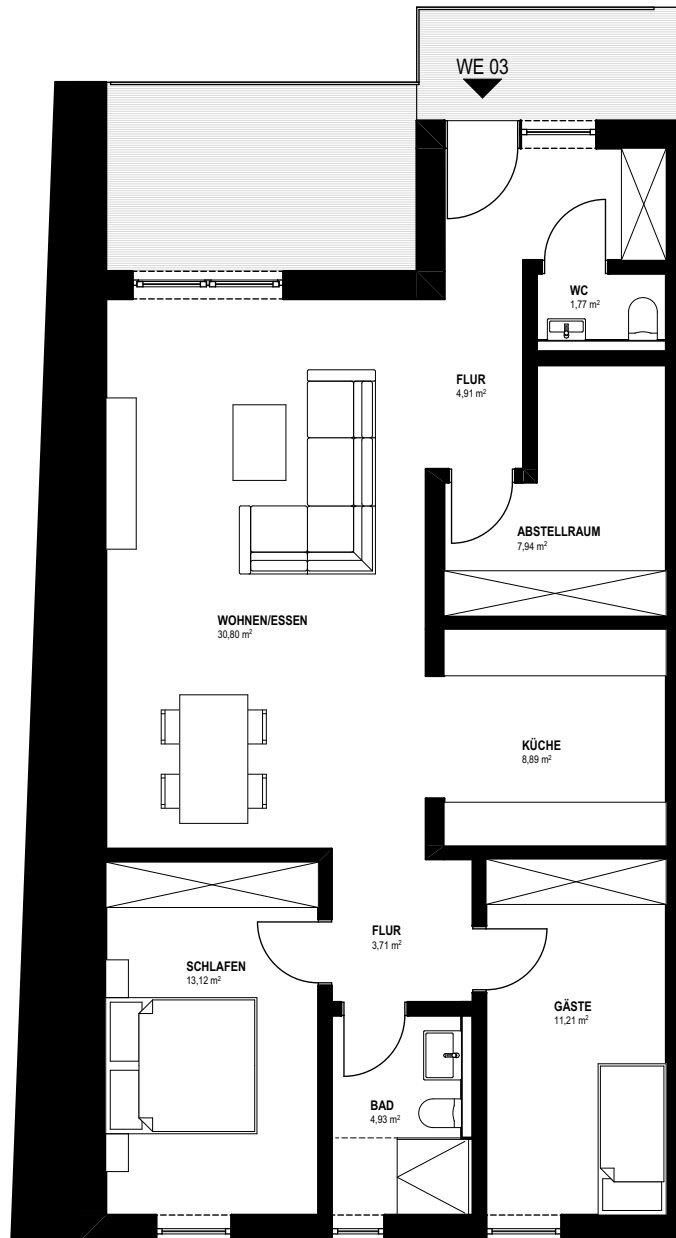 WE 03
WC
1,77 m²
FLUR
4,91 m²
ABSTELLRAUM
7,94 m²
WOHNEN/ESSEN
30,80 m²
KÜCHE
8,89 m²
FLUR
3,71 m²
SCHLAFEN
13,12 m²
GÄSTE
11,21 m²
BAD
4,93 m²